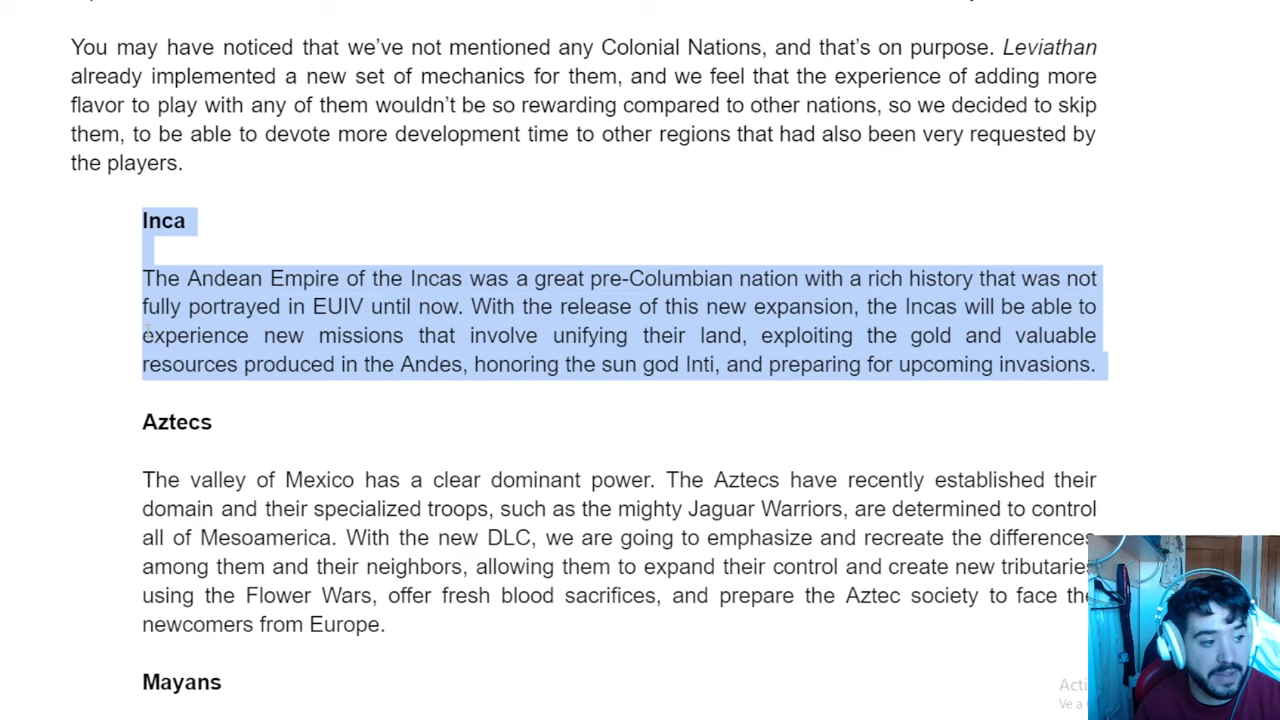 You may have noticed that we’ve not mentioned any Colonial Nations, and that’s on purpose. Leviathan
already implemented a new set of mechanics for them, and we feel that the experience of adding more
flavor to play with any of them wouldn’t be so rewarding compared to other nations, so we decided to skip
them, to be able to devote more development time to other regions that had also been very requested by
the players.
Inca
The Andean Empire of the Incas was a great pre-Columbian nation with a rich history that was not
fully portrayed in EUIV until now. With the release of this new expansion, the Incas will be able to
experience new missions that involve unifying their land, exploiting the gold and valuable
resources produced in the Andes, honoring the sun god Inti, and preparing for upcoming invasions.
Aztecs
The valley of Mexico has a clear dominant power. The Aztecs have recently established their
domain and their specialized troops, such as the mighty Jaguar Warriors, are determined to control
all of Mesoamerica. With the new DLC, we are going to emphasize and recreate the differences
among them and their neighbors, allowing them to expand their control and create new tributaries
using the Flower Wars, offer fresh blood sacrifices, and prepare the Aztec society to face the
newcomers from Europe.
Mayans
Acti
Ve a